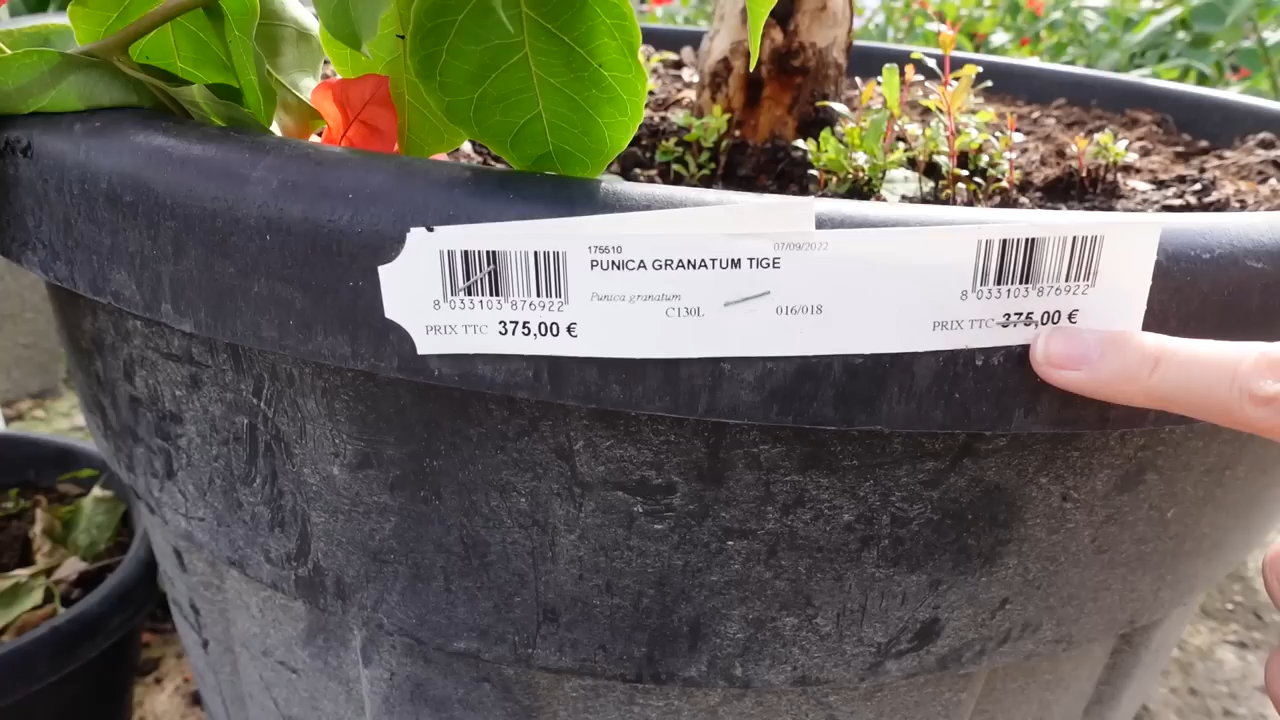 175510 07/09/2022
PUNICA GRANATUM TIGE
Punica granatum
C130L 016/018
8 033103 876922
PRIX TTC 375,00 €
8 033103 876922
PRIX TTC 375,00 €